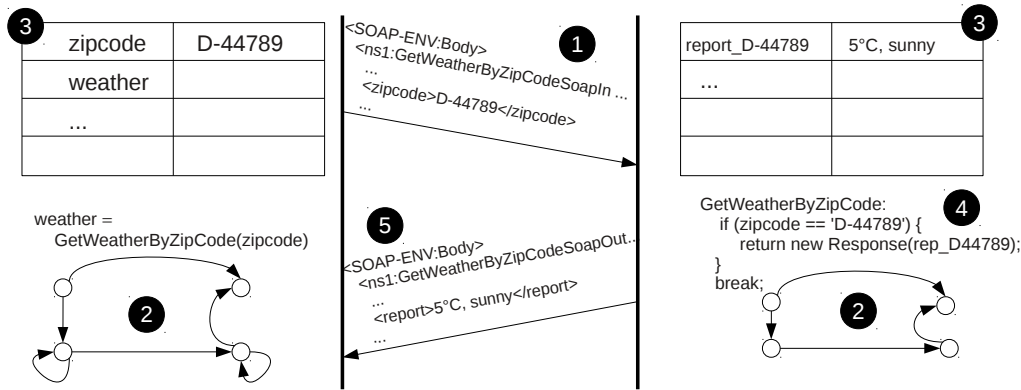 3
zipcode D-44789
weather
...
weather =
GetWeatherByZipCode(zipcode)
2
1
<SOAP-ENV:Body>
<ns1:GetWeatherByZipCodeSoapIn ...
...
<zipcode>D-44789</zipcode>
...
5
<SOAP-ENV:Body>
<ns1:GetWeatherByZipCodeSoapOut...
...
<report>5°C, sunny</report>
...
3
report_D-44789 5°C, sunny
...
4
GetWeatherByZipCode:
if (zipcode == 'D-44789') {
return new Response(rep_D44789);
}
break;
2